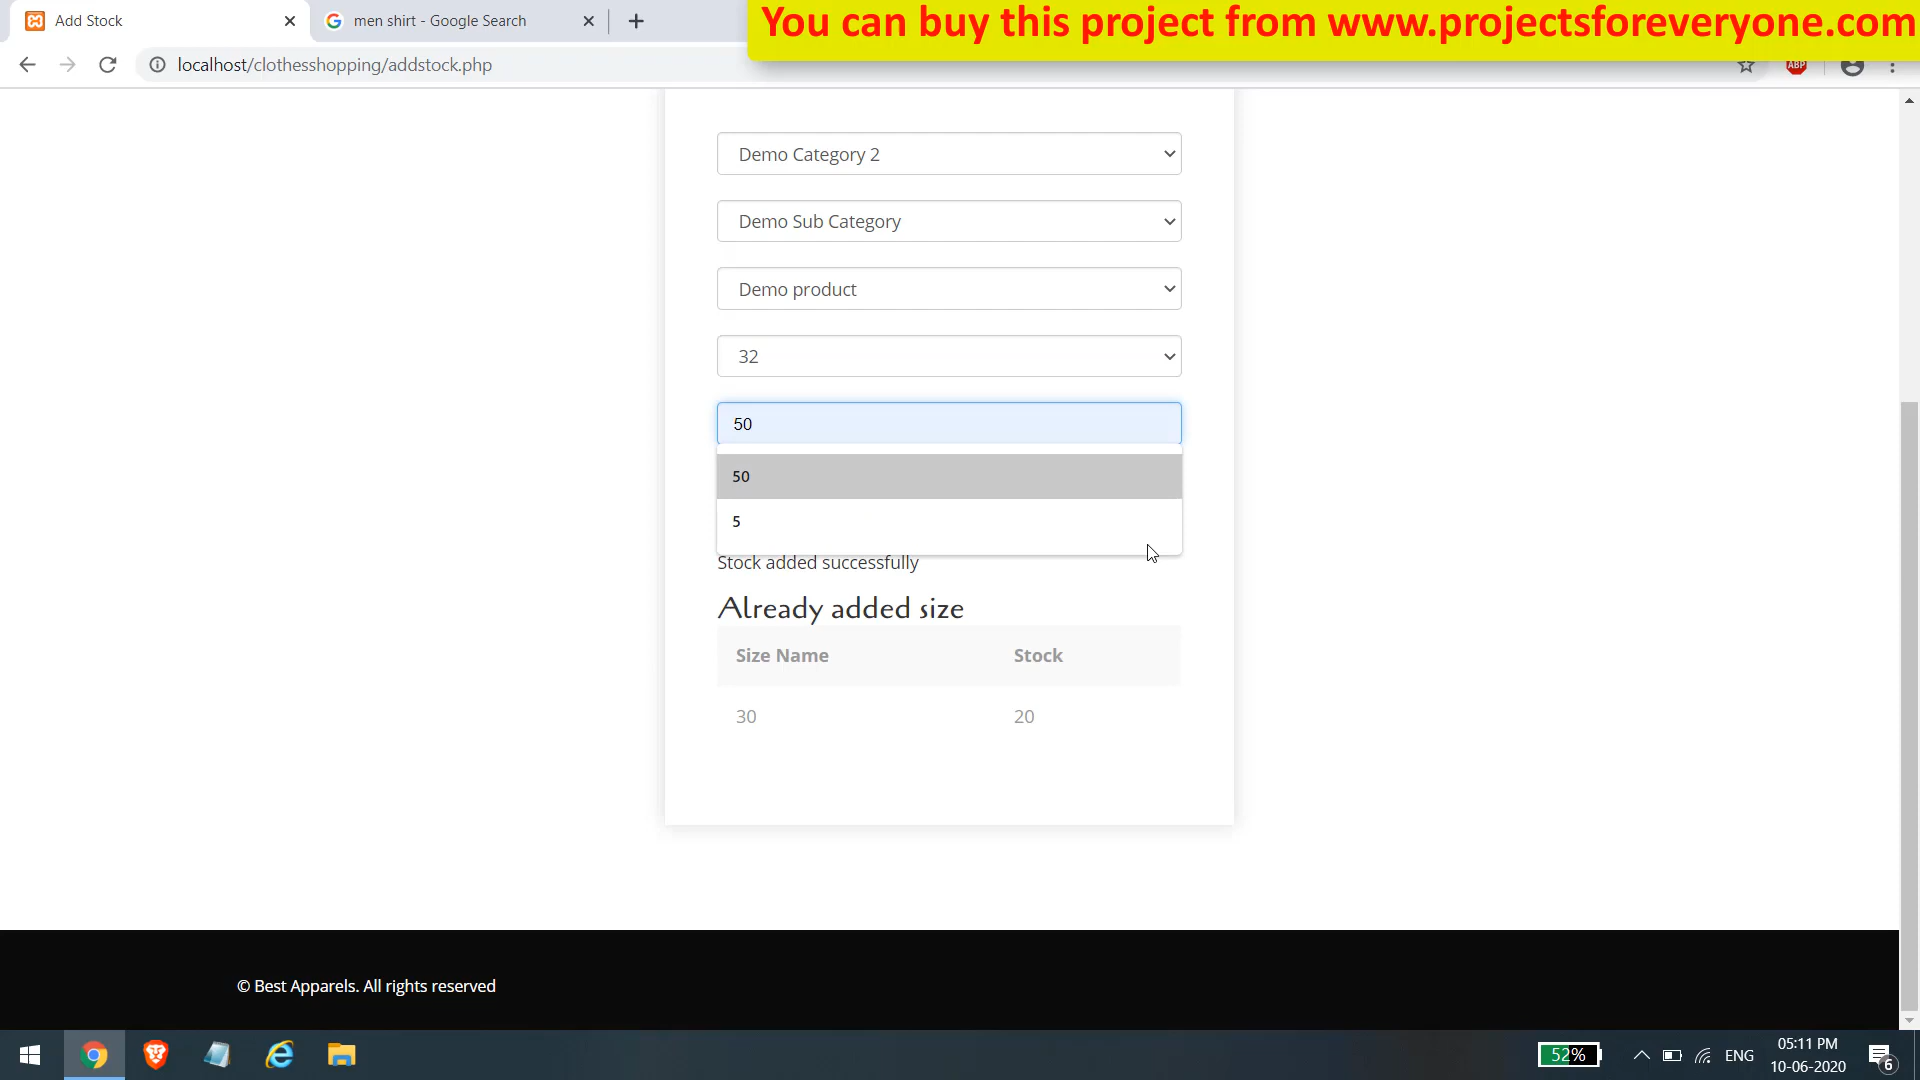 Add Stock
men shirt - Google Search
You can buy this project from www.projectsforeveryone.com
localhost/clothesshopping/addstock.php
ABP
Demo Category 2
Demo Sub Category
Demo product
32
50
50
5
Stock added successfully
Already added size
Size Name Stock
30 20
© Best Apparels. All rights reserved
52%
ENG
05:11 PM
10-06-2020
6